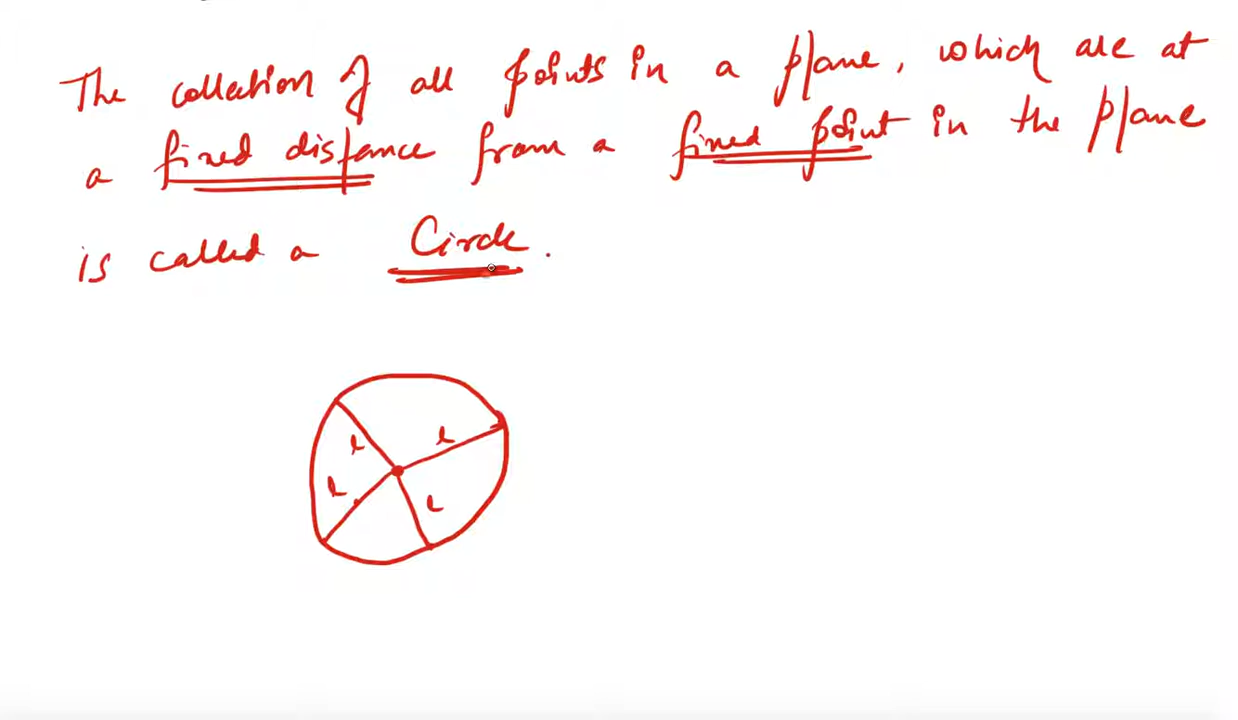 The collection of all points in a plane, which are at
a fixed distance from a fixed point in the plane
is called a Circle.
l
l
l
l